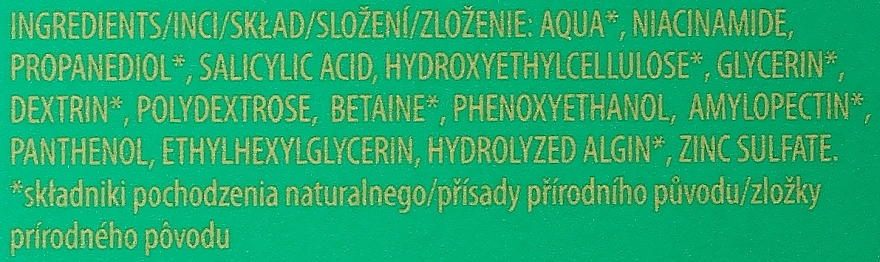 INGREDIENTS/INCI/SKŁAD/SLOŽENÍ/ZLOŽENIE: AQUA*, NIACINAMIDE,
PROPANEDIOL*, SALICYLIC ACID, HYDROXYETHYLCELLULOSE*, GLYCERIN*,
DEXTRIN*, POLYDEXTROSE, BETAINE*, PHENOXYETHANOL, AMYLOPECTIN*,
PANTHENOL, ETHYLHEXYLGLYCERIN, HYDROLYZED ALGIN*, ZINC SULFATE.
*składniki pochodzenia naturalnego/přísady přírodního původu/zložky
prírodného pôvodu